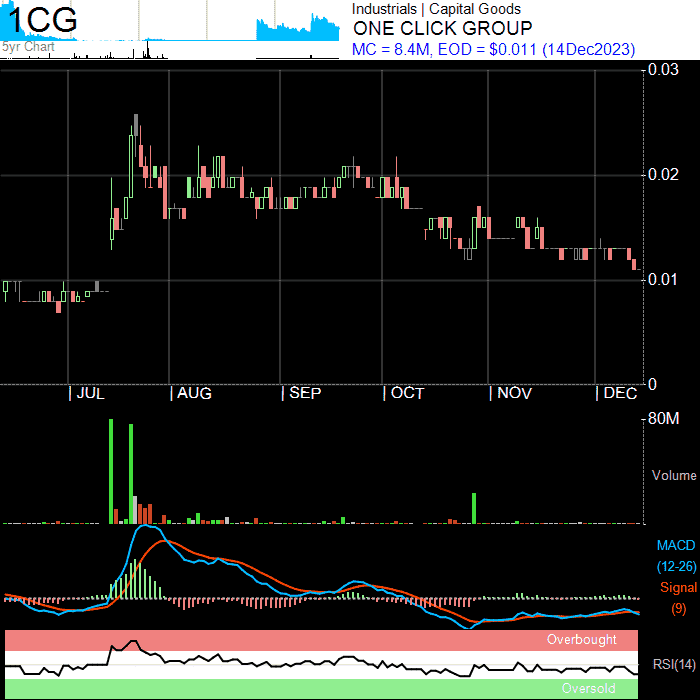 1CG
5yr Chart
Industrials | Capital Goods
ONE CLICK GROUP
MC = 8.4M, EOD = $0.011 (14Dec2023)
0.03
0.02
0.01
0
| JUL | AUG | SEP | OCT | NOV | DEC
80M
Volume
MACD
(12-26)
Signal
(9)
Overbought
RSI(14)
Oversold